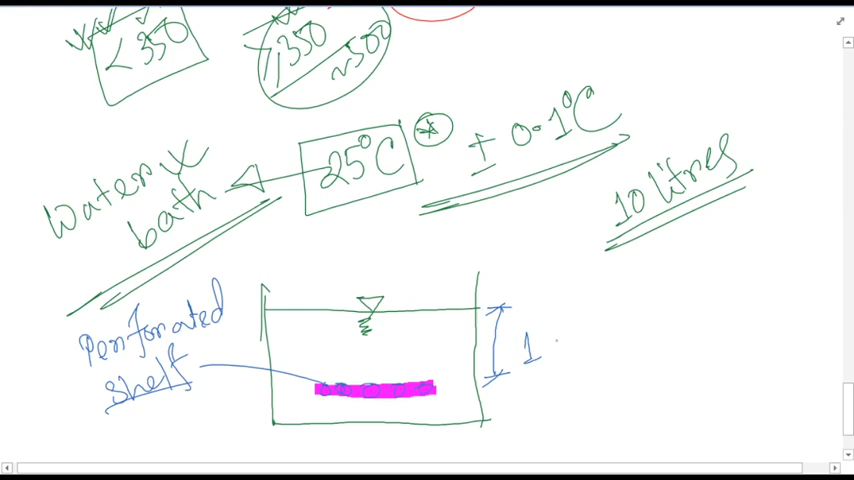 <350
350
~500
25°C * ± 0.1°C
Water
bath
10 litres
Perforated
shelf
1